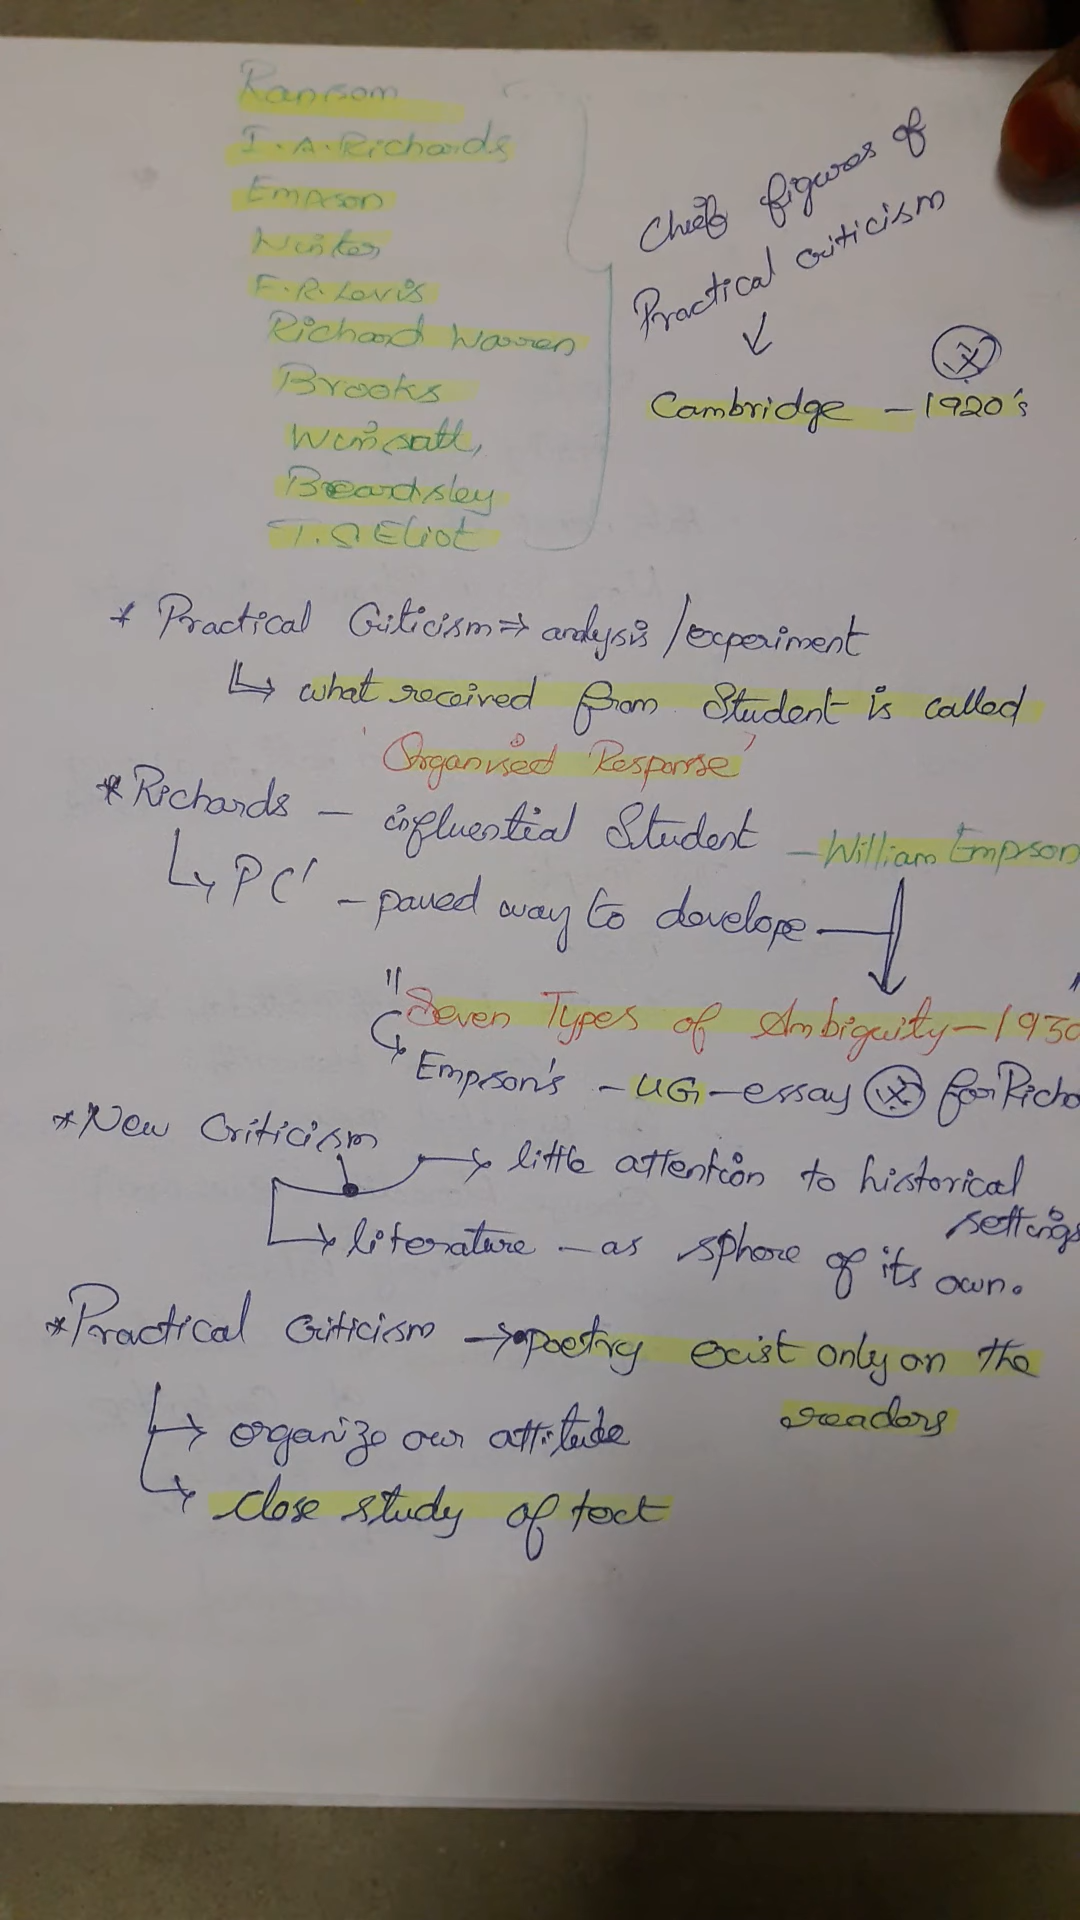 Ransom
I.A. Richards
Empson
Winter
F.R. Levis
Richard Warren
Brooks
Wimsatt,
Beardsley
T.S Eliot
Chief figures of
Practical criticism
Cambridge - 1920's
* Practical Criticism ⇒ analysis / experiment
↳ what received from Student is called
'Organised Response'
* Richards - influential Student - William Empson
↳ PC' - paved way to develope
"Seven Types of Ambiguity - 1930
Empson's - UG - essay for Richa
* New Criticism
→ little attention to historical
settings
→ literature - as sphere of its own.
* Practical criticism → poetry exist only on the
readers
→ organize our attitude
→ close study of text